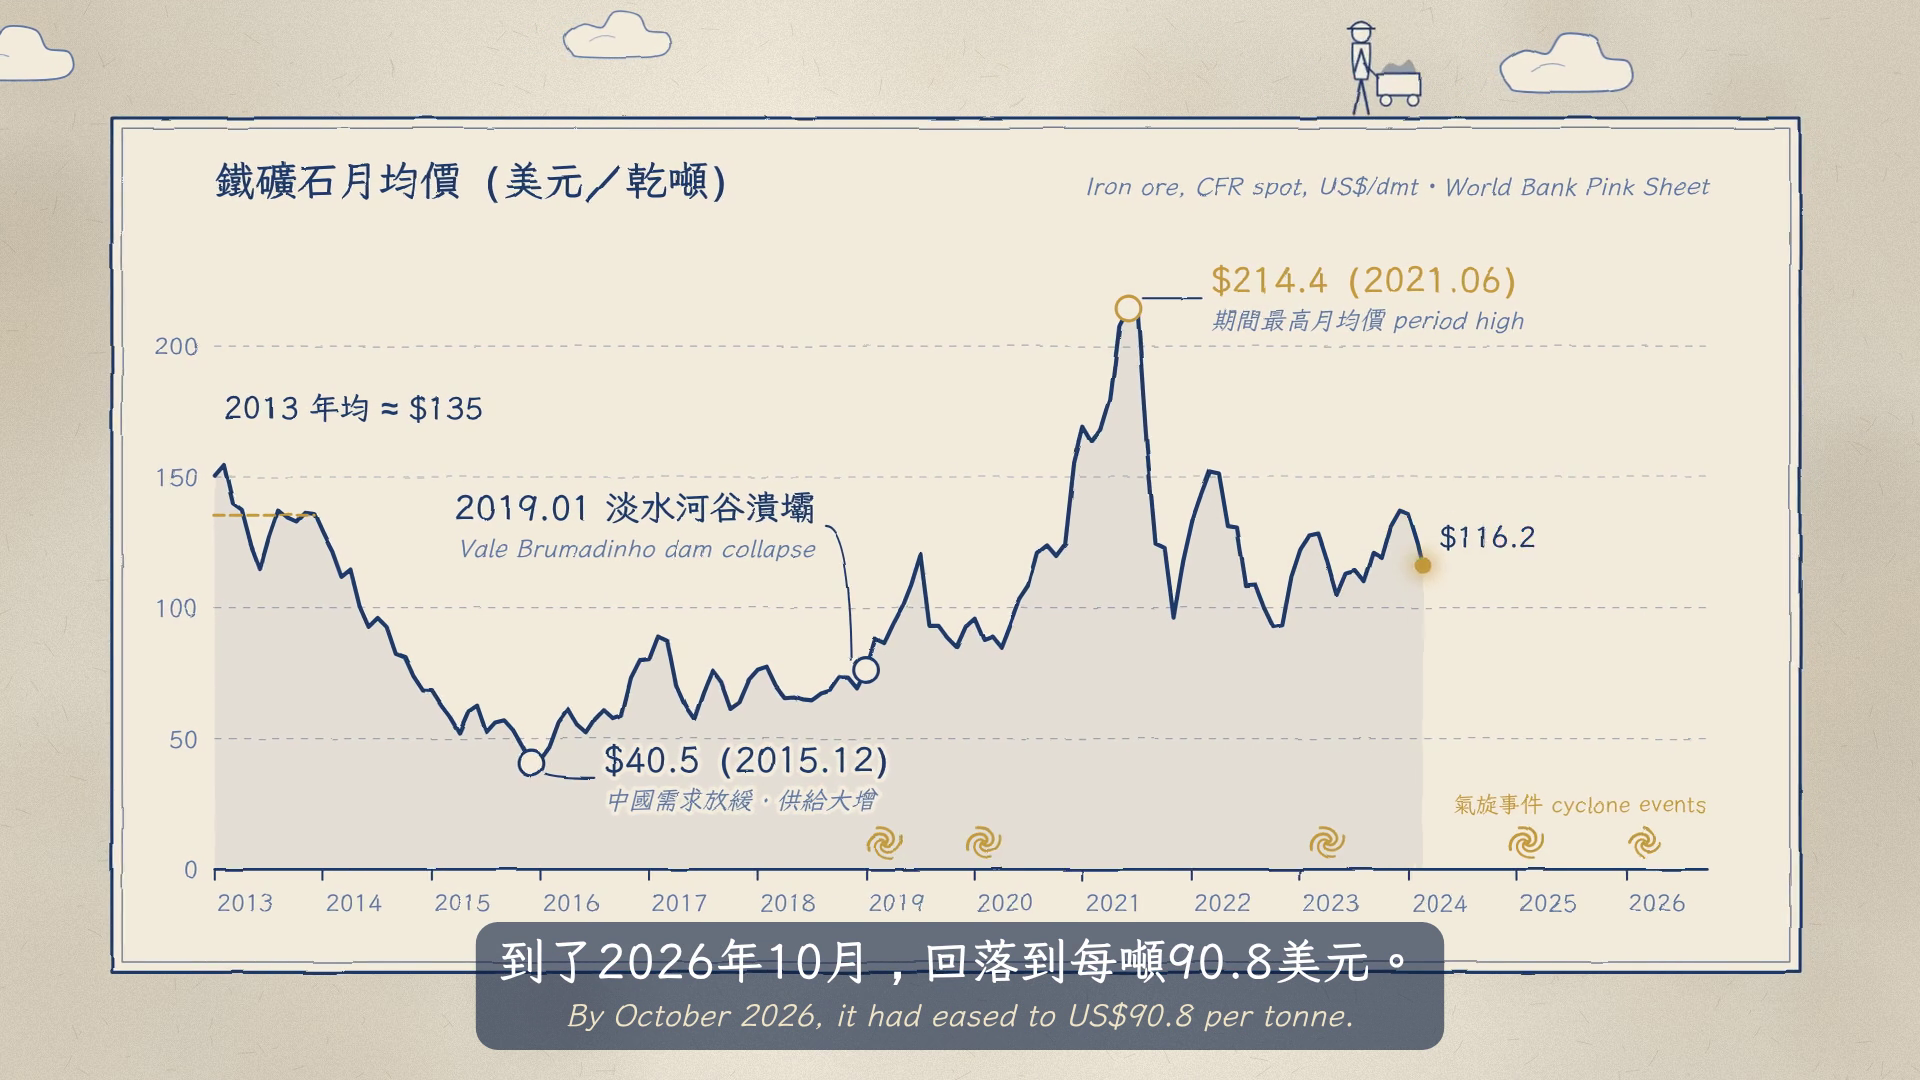 鐵礦石月均價（美元／乾噸）
Iron ore, CFR spot, US$/dmt · World Bank Pink Sheet
$214.4 (2021.06)
期間最高月均價 period high
200
2013 年均 ≈ $135
150
2019.01 淡水河谷潰壩
Vale Brumadinho dam collapse
$116.2
100
50
$40.5 (2015.12)
中國需求放緩·供給大增
氣旋事件 cyclone events
0
2013 2014 2015 2016 2017 2018 2019 2020 2021 2022 2023 2024 2025 2026
到了2026年10月，回落到每噸90.8美元。
By October 2026, it had eased to US$90.8 per tonne.